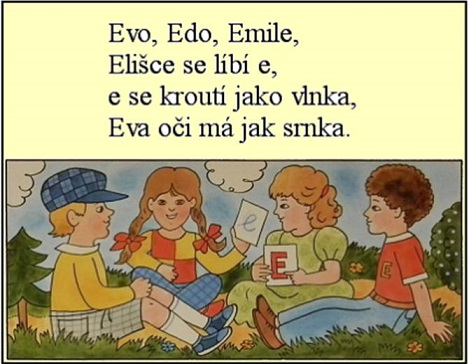 Evo, Edo, Emile,
Elišce se líbí e,
e se kroutí jako vlnka,
Eva oči má jak srnka.
e
E
E